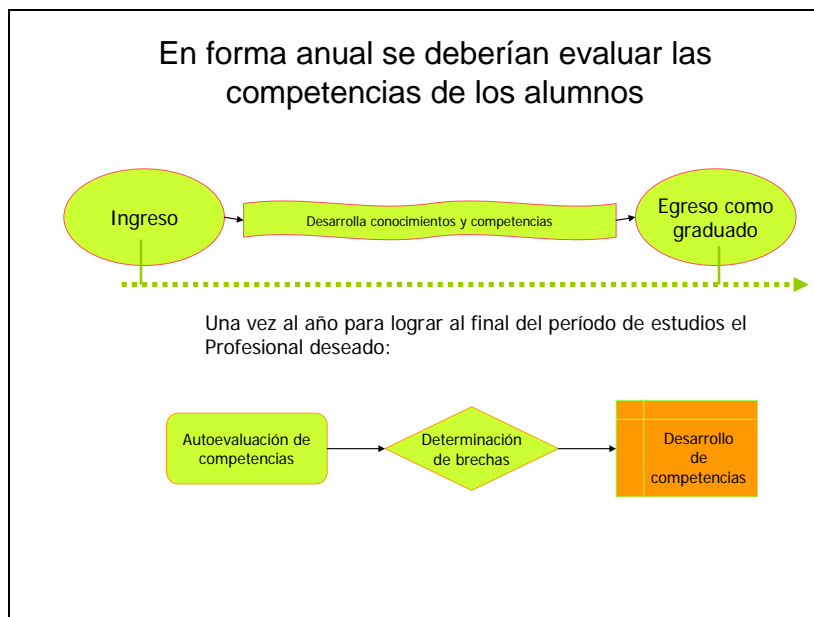 En forma anual se deberían evaluar las
competencias de los alumnos
Ingreso
Desarrolla conocimientos y competencias
Egreso como
graduado
Una vez al año para lograr al final del período de estudios el
Profesional deseado:
Autoevaluación de
competencias
Determinación
de brechas
Desarrollo
de
competencias